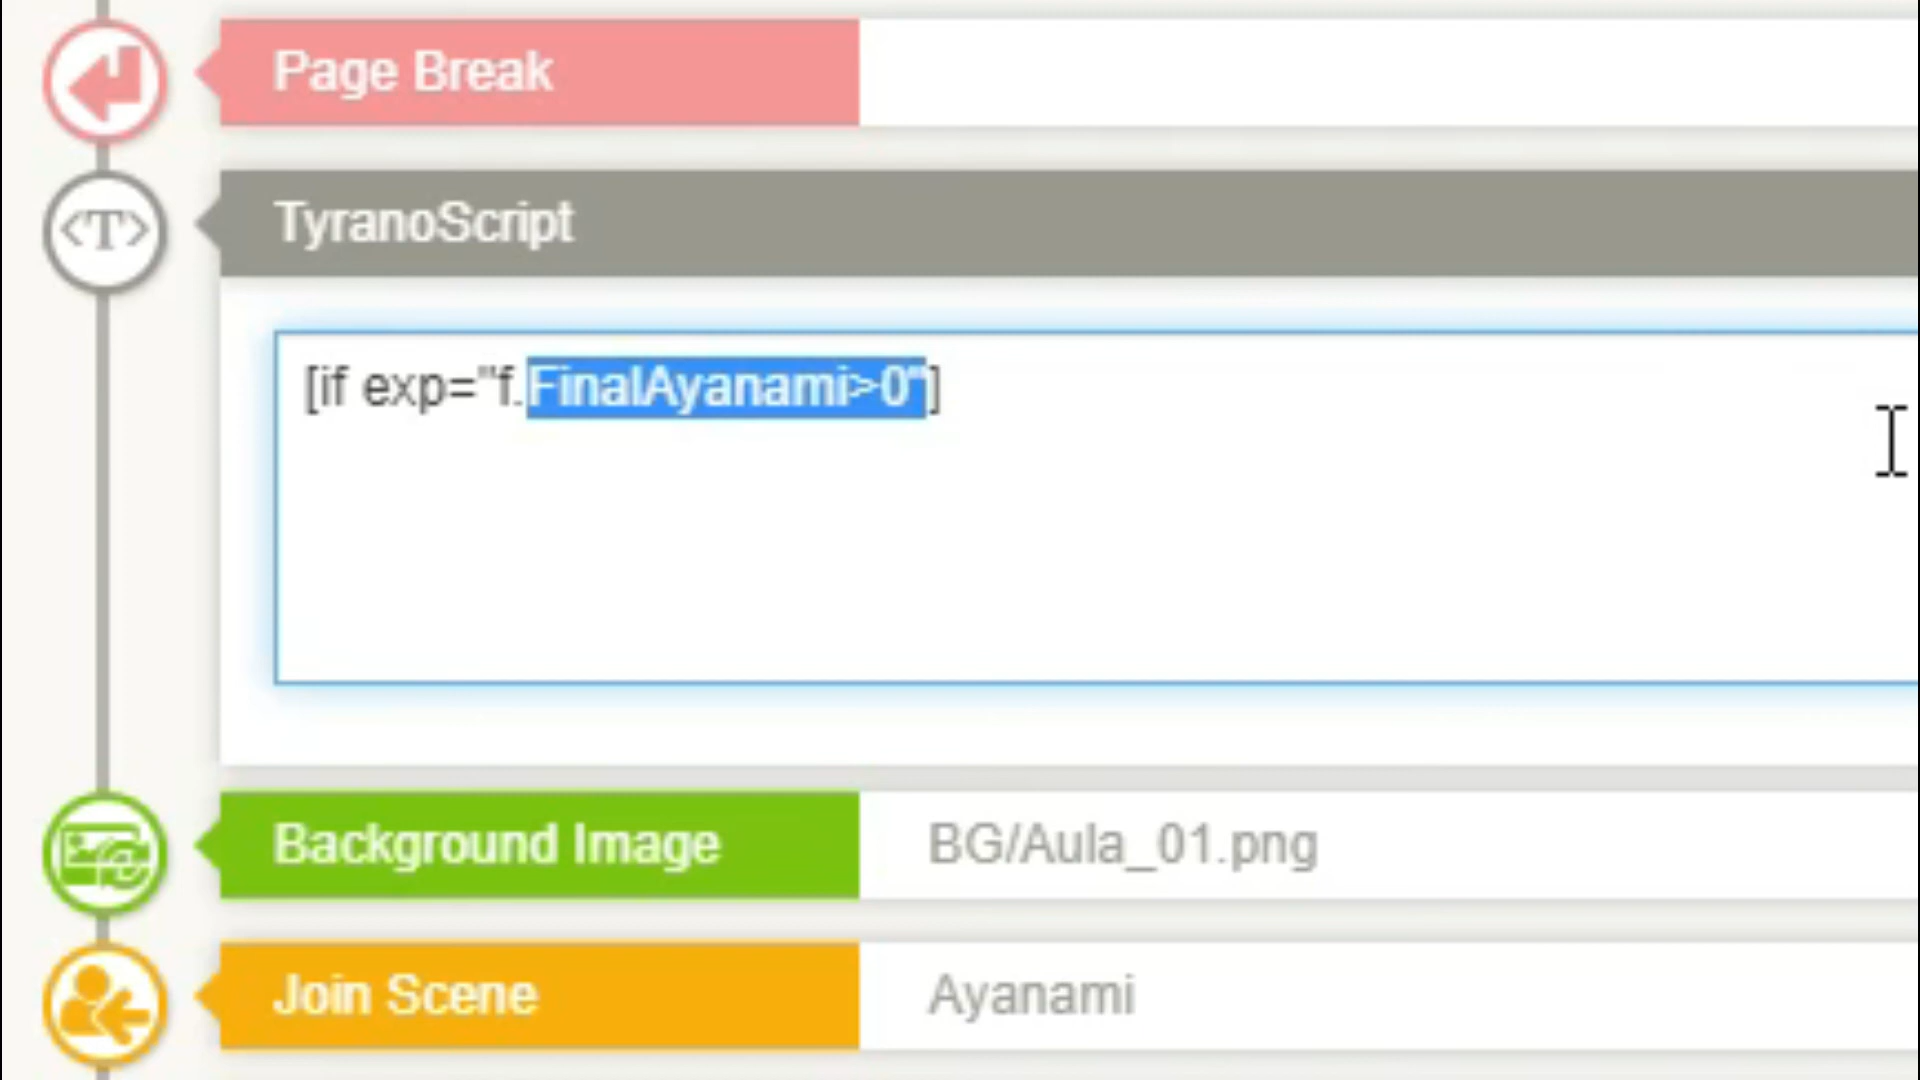 Page Break
<T>
TyranoScript
[if exp="f.FinalAyanami>0"]
Background Image BG/Aula_01.png
Join Scene Ayanami